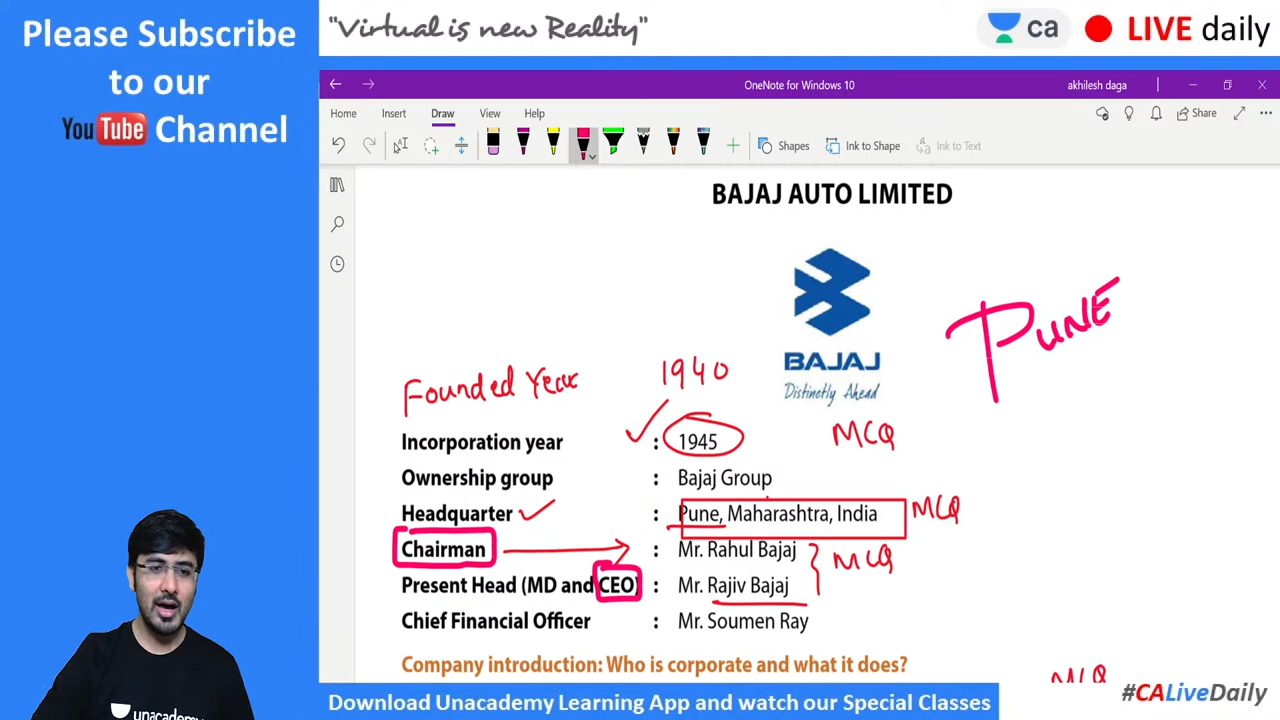 Please Subscribe
to our
YouTube Channel
"Virtual is new Reality"
ca LIVE daily
OneNote for Windows 10
akhilesh daga
Home Insert Draw View Help
Share
Shapes Ink to Shape Ink to Text
BAJAJ AUTO LIMITED
BAJAJ
Distinctly Ahead
PUNE
Founded Year 1940
Incorporation year : 1945 MCQ
Ownership group : Bajaj Group
Headquarter : Pune, Maharashtra, India MCQ
Chairman : Mr. Rahul Bajaj MCQ
Present Head (MD and CEO) : Mr. Rajiv Bajaj
Chief Financial Officer : Mr. Soumen Ray
Company introduction: Who is corporate and what it does?
MCQ
unacademy
Download Unacademy Learning App and watch our Special Classes
#CALiveDaily